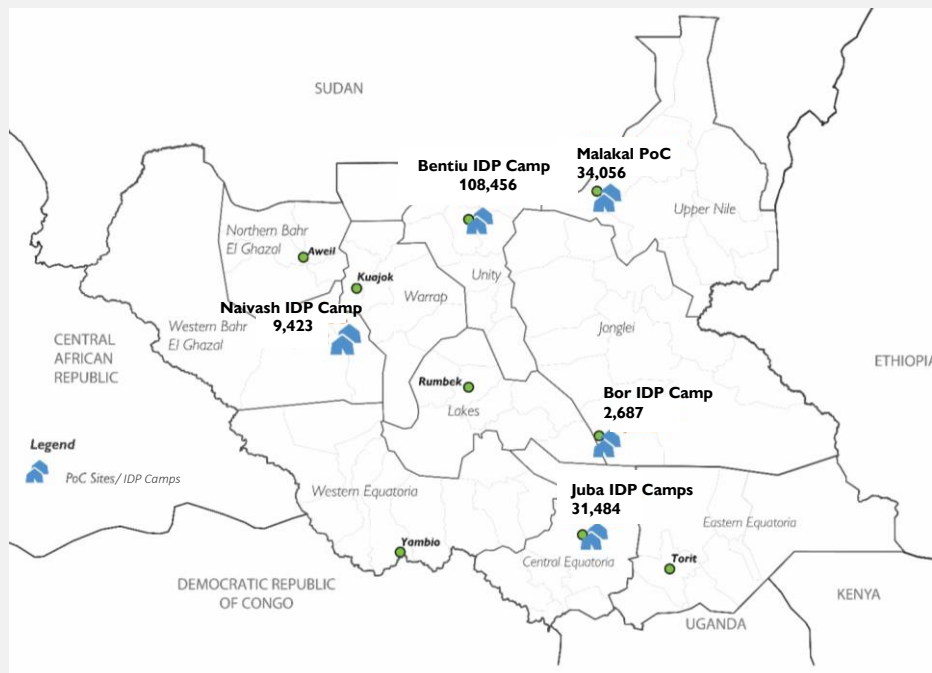 SUDAN
Bentiu IDP Camp
108,456
Malakal PoC
34,056
Upper Nile
Northern Bahr
El Ghazal
Aweil
Kuajok
Unity
Warrap
Naivash IDP Camp
9,423
Western Bahr
El Ghazal
Jonglei
CENTRAL
AFRICAN
REPUBLIC
ETHIOPIA
Rumbek
Lakes
Bor IDP Camp
2,687
Legend
PoC Sites/ IDP Camps
Juba IDP Camps
31,484
Western Equatoria
Eastern Equatoria
Yambio
Central Equatoria
Torit
DEMOCRATIC REPUBLIC
OF CONGO
KENYA
UGANDA